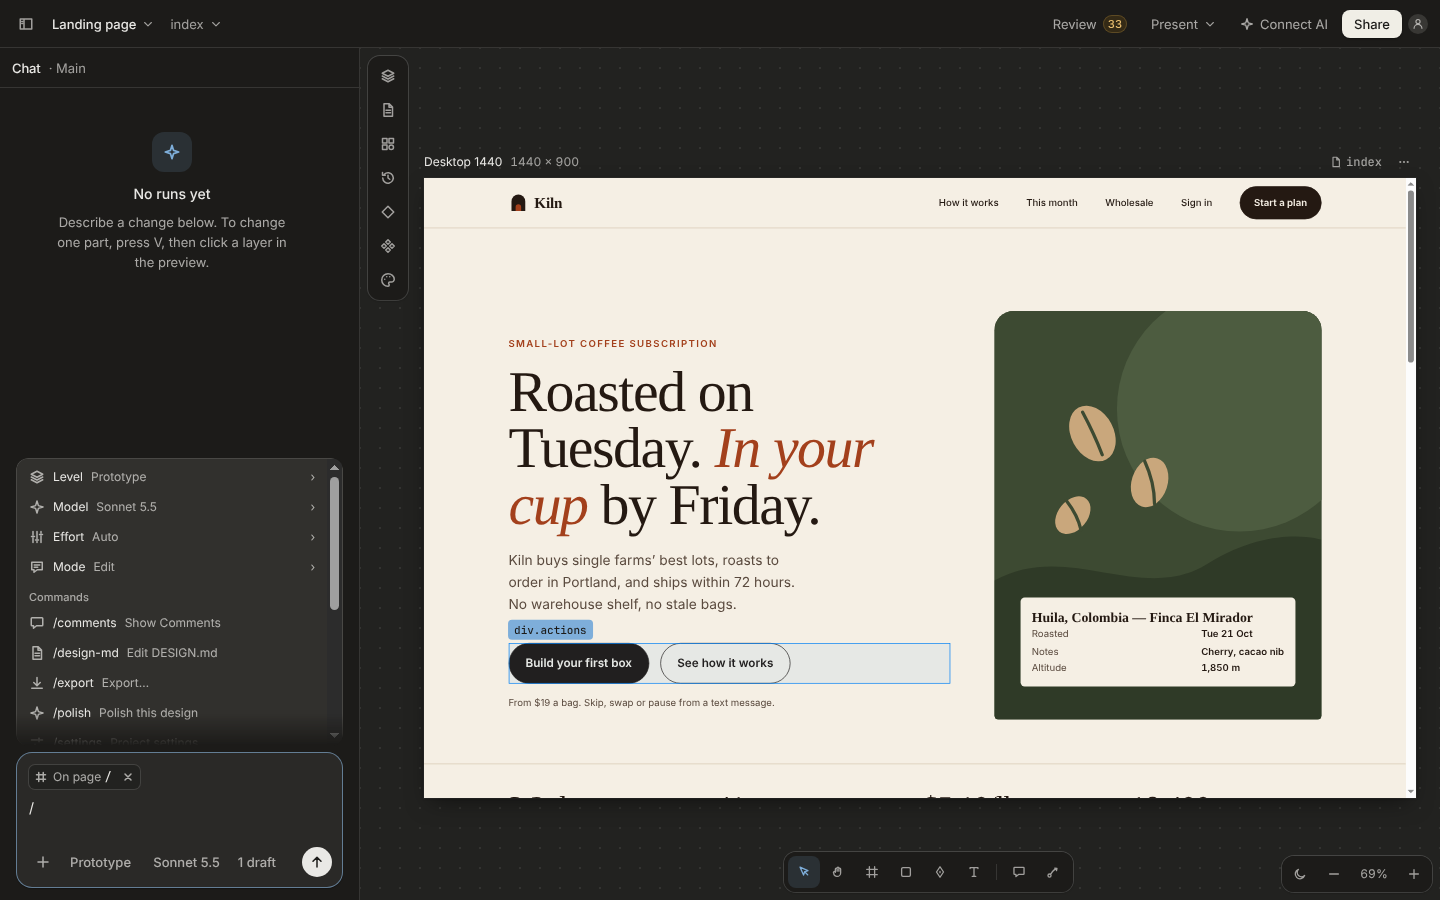 Landing page
index
Review 33
Present
Connect AI
Share
Chat · Main
No runs yet
Describe a change below. To change
one part, press V, then click a layer in
the preview.
Level Prototype
Model Sonnet 5.5
Effort Auto
Mode Edit
Commands
/comments Show Comments
/design-md Edit DESIGN.md
/export Export...
/polish Polish this design
/settings Project settings
On page /
/
Prototype
Sonnet 5.5
1 draft
Desktop 1440 1440 × 900
index
Kiln
How it works
This month
Wholesale
Sign in
Start a plan
SMALL-LOT COFFEE SUBSCRIPTION
Roasted on
Tuesday. In your
cup by Friday.
Kiln buys single farms’ best lots, roasts to
order in Portland, and ships within 72 hours.
No warehouse shelf, no stale bags.
div.actions
Build your first box
See how it works
From $19 a bag. Skip, swap or pause from a text message.
Huila, Colombia — Finca El Mirador
Roasted Tue 21 Oct
Notes Cherry, cacao nib
Altitude 1,850 m
69%